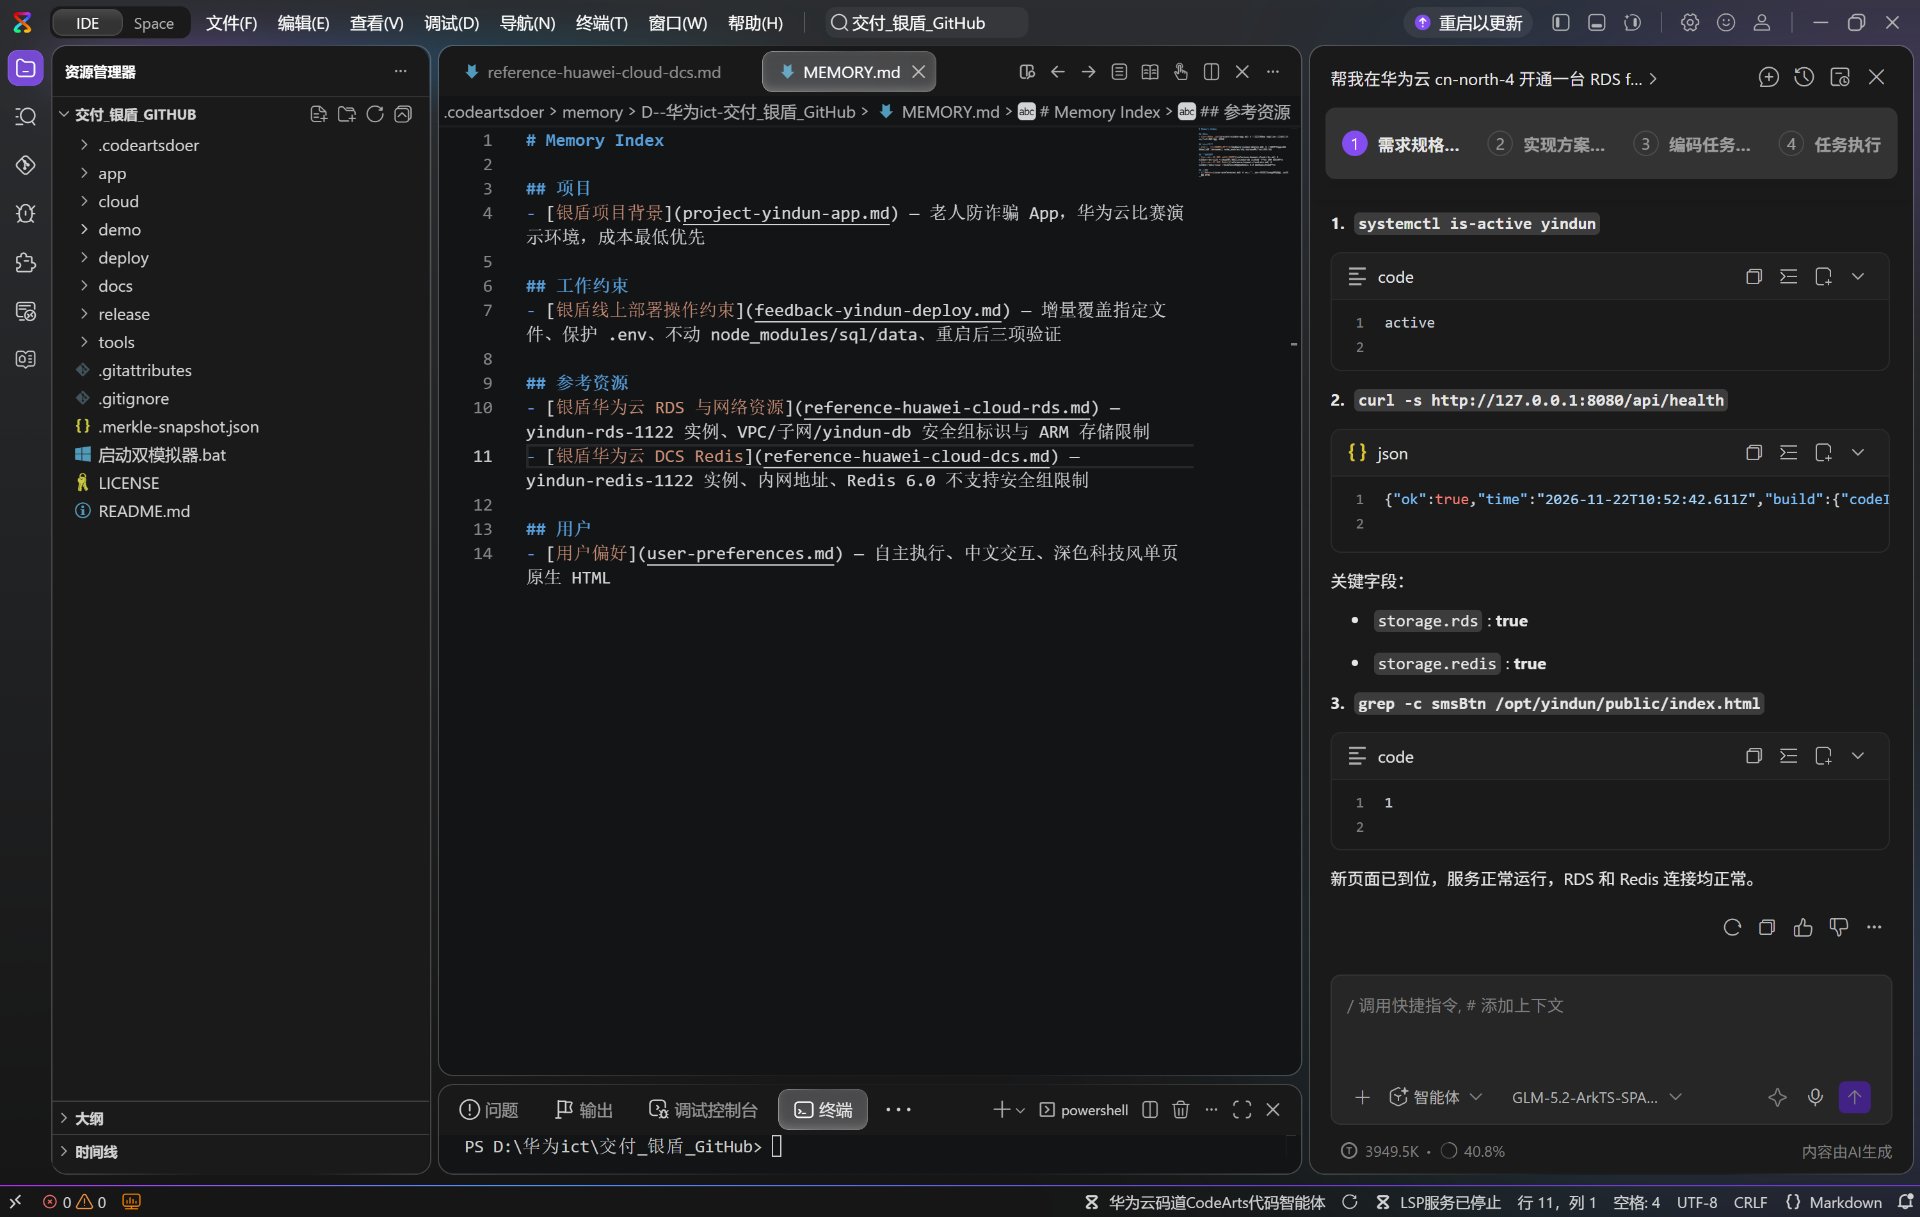 IDE Space 文件(F) 编辑(E) 查看(V) 调试(D) 导航(N) 终端(T) 窗口(W) 帮助(H) 交付_银盾_GitHub 重启以更新
资源管理器
交付_银盾_GITHUB
.codeartsdoer
app
cloud
demo
deploy
docs
release
tools
.gitattributes
.gitignore
.merkle-snapshot.json
启动双模拟器.bat
LICENSE
README.md
大纲
时间线
reference-huawei-cloud-dcs.md MEMORY.md
.codeartsdoer > memory > D--华为ict-交付_银盾_GitHub > MEMORY.md > # Memory Index > ## 参考资源
1 # Memory Index
2
3 ## 项目
4 - [银盾项目背景](project-yindun-app.md) — 老人防诈骗 App，华为云比赛演
示环境，成本最低优先
5
6 ## 工作约束
7 - [银盾线上部署操作约束](feedback-yindun-deploy.md) — 增量覆盖指定文
件、保护 .env、不动 node_modules/sql/data、重启后三项验证
8
9 ## 参考资源
10 - [银盾华为云 RDS 与网络资源](reference-huawei-cloud-rds.md) —
yindun-rds-1122 实例、VPC/子网/yindun-db 安全组标识与 ARM 存储限制
11 - [银盾华为云 DCS Redis](reference-huawei-cloud-dcs.md) —
yindun-redis-1122 实例、内网地址、Redis 6.0 不支持安全组限制
12
13 ## 用户
14 - [用户偏好](user-preferences.md) — 自主执行、中文交互、深色科技风单页
原生 HTML
问题 输出 调试控制台 终端 powershell
PS D:\华为ict\交付_银盾_GitHub>
帮我在华为云 cn-north-4 开通一台 RDS f... >
1 需求规格... 2 实现方案... 3 编码任务... 4 任务执行
1. systemctl is-active yindun
code
1 active
2
2. curl -s http://127.0.0.1:8080/api/health
{} json
1 {"ok":true,"time":"2026-11-22T10:52:42.611Z","build":{"codeI
2
关键字段：
• storage.rds : true
• storage.redis : true
3. grep -c smsBtn /opt/yindun/public/index.html
code
1 1
2
新页面已到位，服务正常运行，RDS 和 Redis 连接均正常。
/ 调用快捷指令, # 添加上下文
智能体 GLM-5.2-ArkTS-SPA...
3949.5K · 40.8% 内容由AI生成
0 0 华为云码道CodeArts代码智能体 LSP服务已停止 行 11，列 1 空格: 4 UTF-8 CRLF {} Markdown